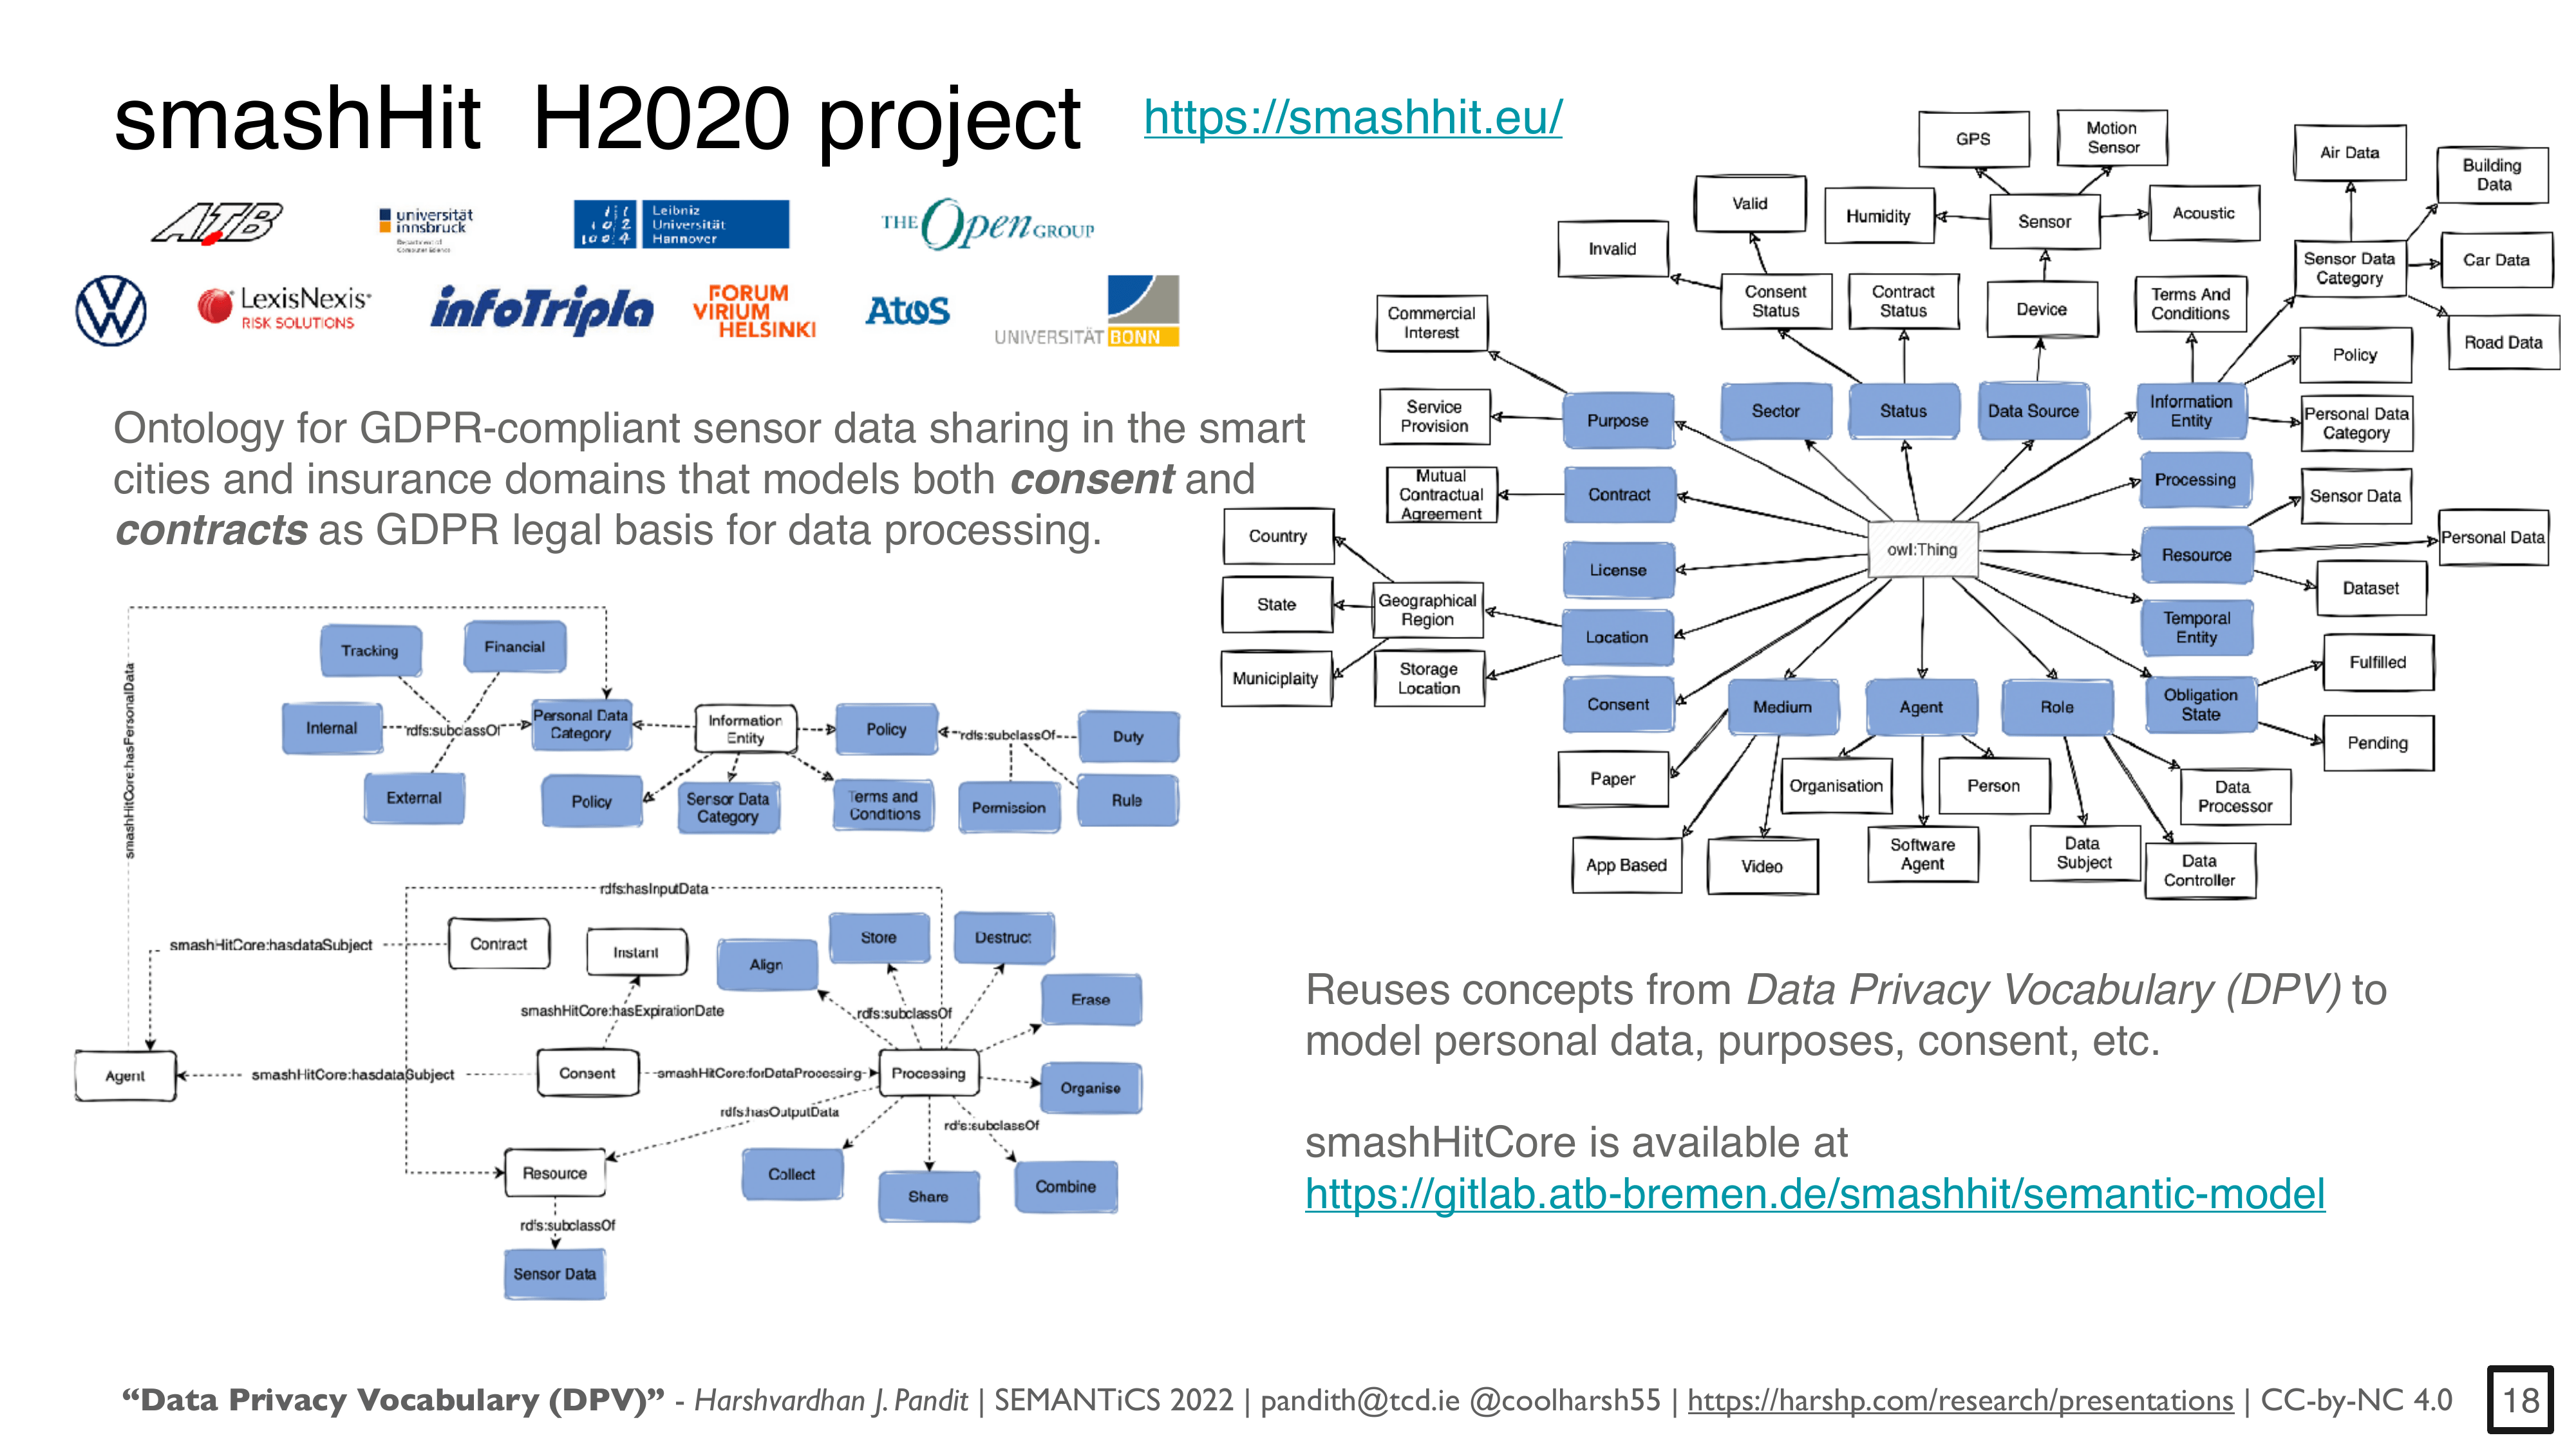 smashHit H2020 project
https://smashhit.eu/
ATB
universität
innsbruck
Leibniz
Universität
Hannover
THE Open GROUP
LexisNexis
RISK SOLUTIONS
infoTripla
FORUM
VIRIUM
HELSINKI
Atos
UNIVERSITÄT BONN
Ontology for GDPR-compliant sensor data sharing in the smart
cities and insurance domains that models both consent and
contracts as GDPR legal basis for data processing.
smashHitCore:hasPersonalData
Tracking
Financial
Internal
rdfs:subclassOf
Personal Data
Category
Information
Entity
Policy
rdfs:subclassOf
Duty
External
Policy
Sensor Data
Category
Terms and
Conditions
Permission
Rule
rdfs:hasInputData
smashHitCore:hasdataSubject
Contract
Instant
Align
Store
Destruct
Erase
smashHitCore:hasExpirationDate
rdfs:subclassOf
Agent
smashHitCore:hasdataSubject
Consent
smashHitCore:forDataProcessing
Processing
Organise
rdfs:hasOutputData
rdfs:subclassOf
Resource
Collect
Share
Combine
rdfs:subclassOf
Sensor Data
GPS
Motion
Sensor
Air Data
Building
Data
Valid
Humidity
Sensor
Acoustic
Invalid
Sensor Data
Category
Car Data
Consent
Status
Contract
Status
Device
Terms And
Conditions
Commercial
Interest
Road Data
Policy
Service
Provision
Purpose
Sector
Status
Data Source
Information
Entity
Personal Data
Category
Mutual
Contractual
Agreement
Contract
Processing
Sensor Data
Country
owl:Thing
Resource
Personal Data
License
Dataset
State
Geographical
Region
Location
Temporal
Entity
Municiplaity
Storage
Location
Fulfilled
Consent
Medium
Agent
Role
Obligation
State
Pending
Paper
Organisation
Person
Data
Processor
App Based
Video
Software
Agent
Data
Subject
Data
Controller
Reuses concepts from Data Privacy Vocabulary (DPV) to
model personal data, purposes, consent, etc.
smashHitCore is available at
https://gitlab.atb-bremen.de/smashhit/semantic-model
“Data Privacy Vocabulary (DPV)” - Harshvardhan J. Pandit | SEMANTiCS 2022 | pandith@tcd.ie @coolharsh55 | https://harshp.com/research/presentations | CC-by-NC 4.0
18